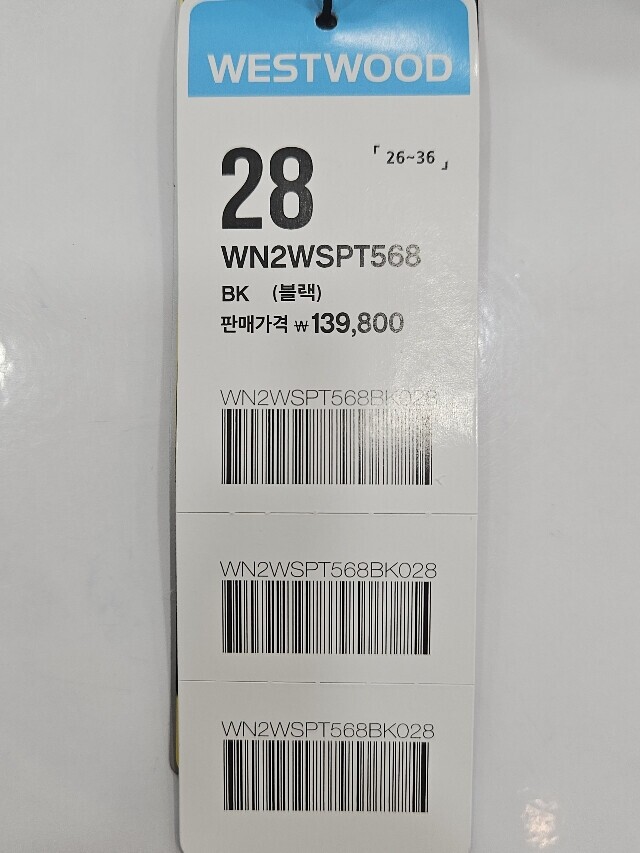 WESTWOOD
28
「 26~36 」
WN2WSPT568
BK (블랙)
판매가격 ₩139,800
WN2WSPT568BK028
WN2WSPT568BK028
WN2WSPT568BK028